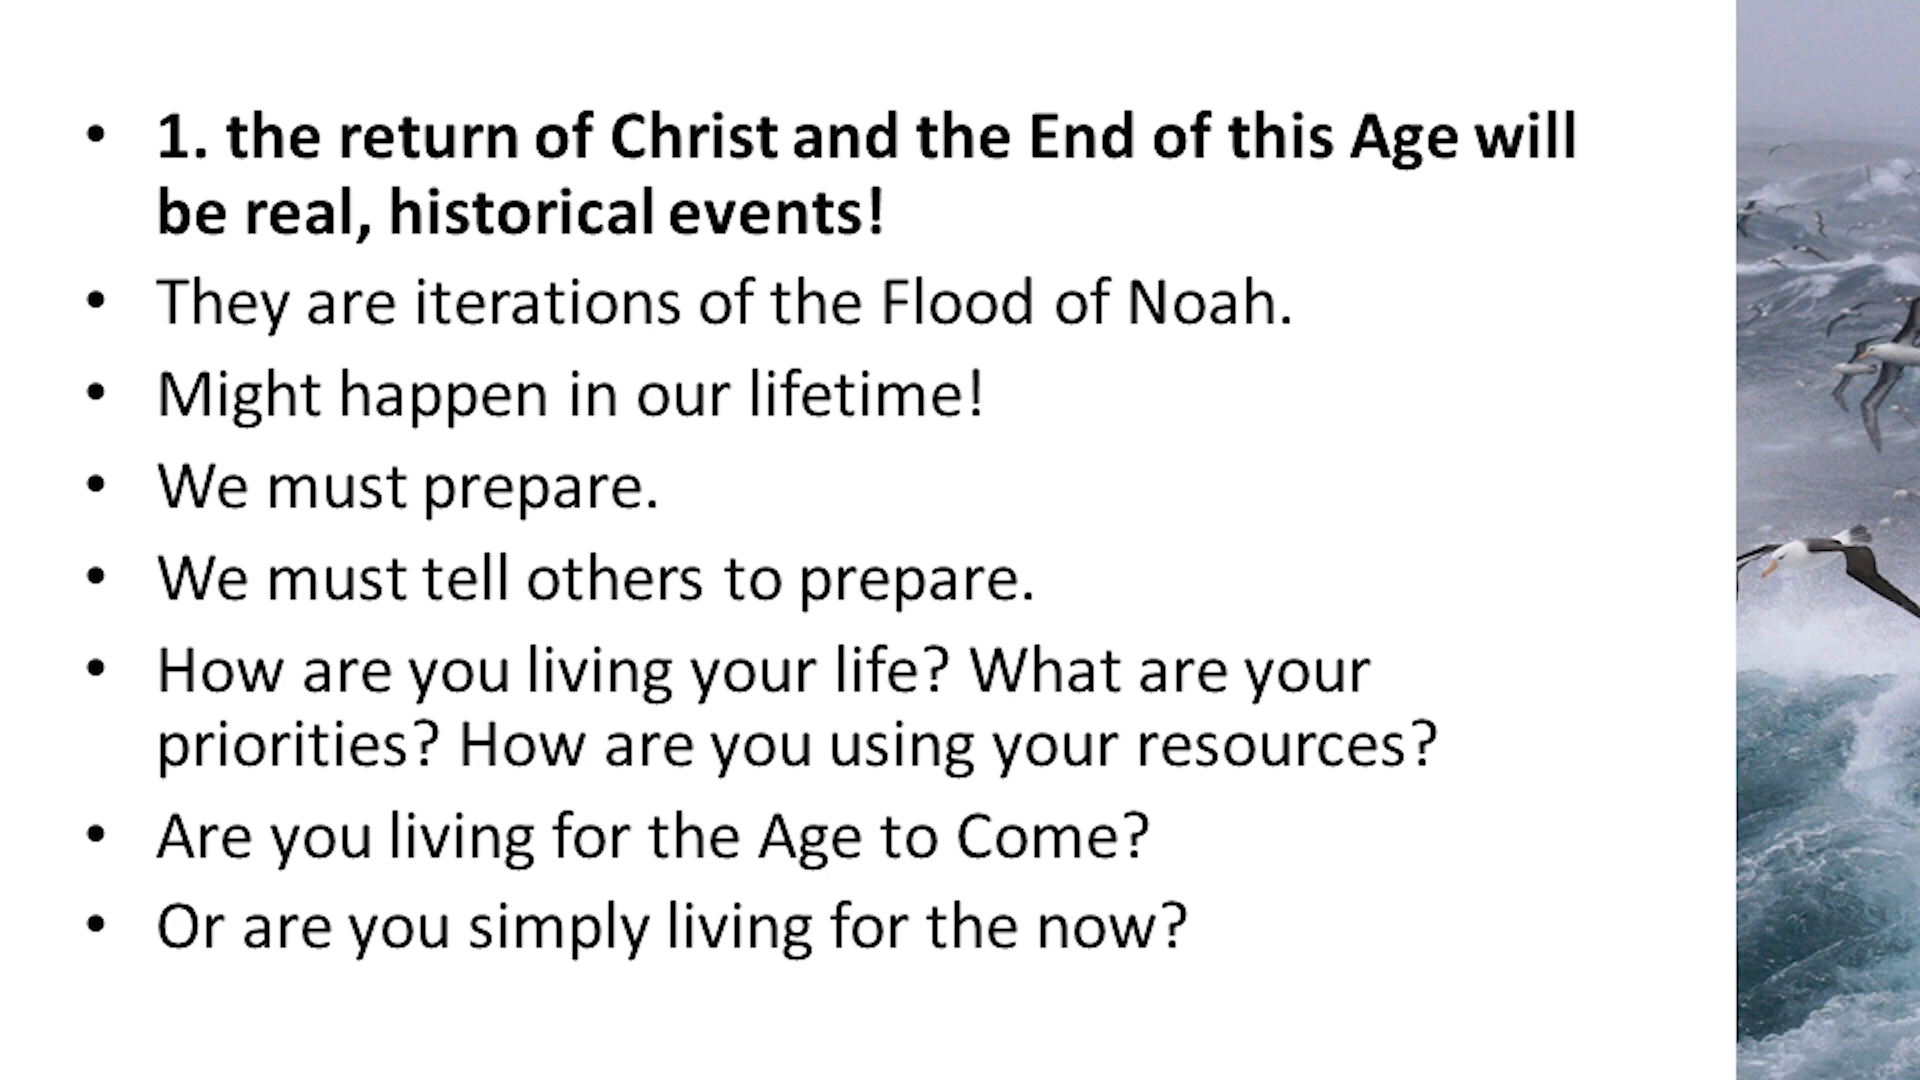 • 1. the return of Christ and the End of this Age will
be real, historical events!
• They are iterations of the Flood of Noah.
• Might happen in our lifetime!
• We must prepare.
• We must tell others to prepare.
• How are you living your life? What are your
priorities? How are you using your resources?
• Are you living for the Age to Come?
• Or are you simply living for the now?